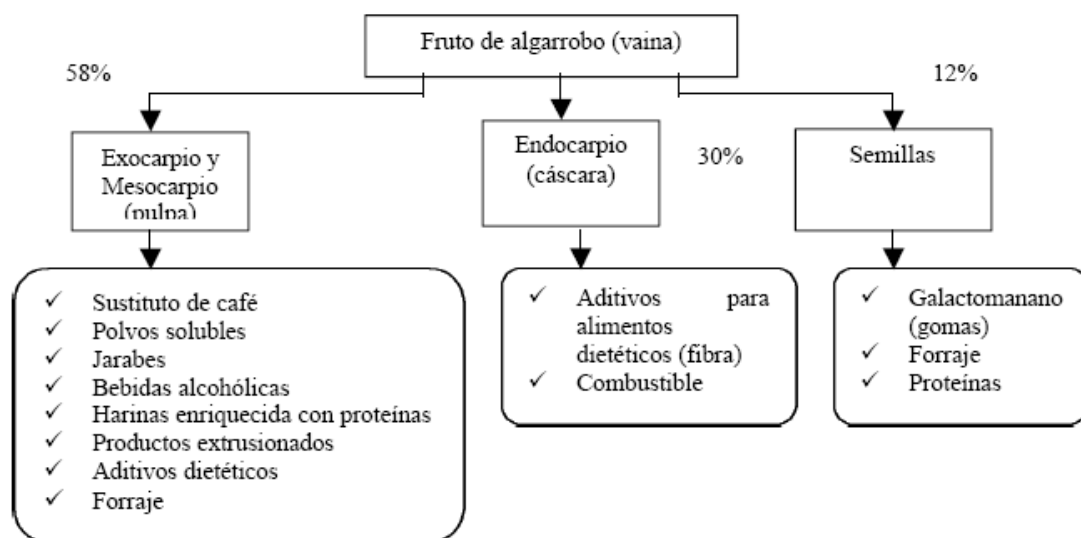 Fruto de algarrobo (vaina)
58%
12%
Exocarpio y
Mesocarpio
(pulpa)
Endocarpio
(cáscara)
30%
Semillas
✓ Sustituto de café
✓ Polvos solubles
✓ Jarabes
✓ Bebidas alcohólicas
✓ Harinas enriquecida con proteínas
✓ Productos extrusionados
✓ Aditivos dietéticos
✓ Forraje
✓ Aditivos para
alimentos
dietéticos (fibra)
✓ Combustible
✓ Galactomanano
(gomas)
✓ Forraje
✓ Proteínas